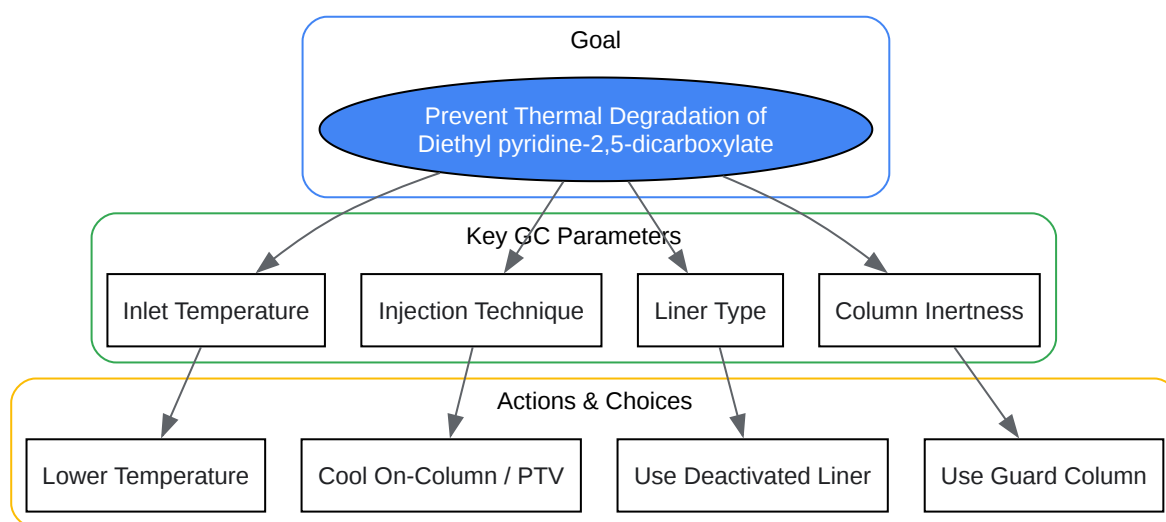 Goal
Prevent Thermal Degradation of
Diethyl pyridine-2,5-dicarboxylate
Key GC Parameters
Inlet Temperature
Injection Technique
Liner Type
Column Inertness
Actions & Choices
Lower Temperature
Cool On-Column / PTV
Use Deactivated Liner
Use Guard Column